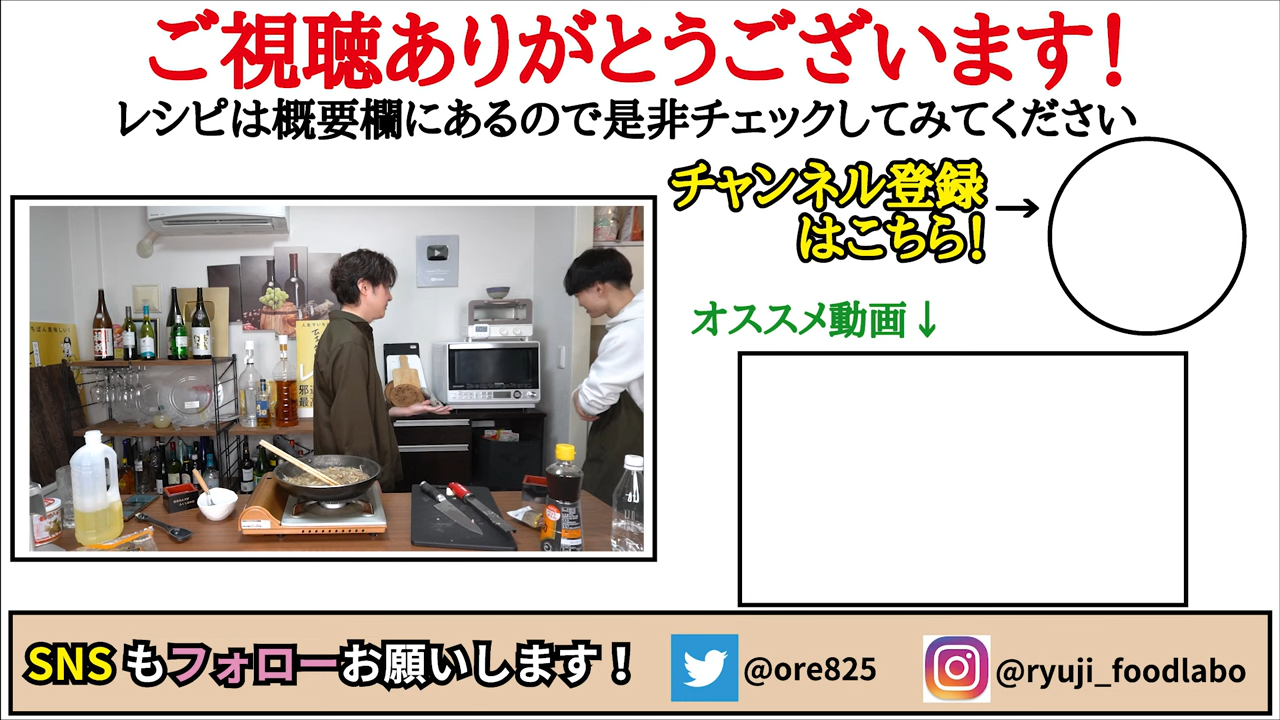 ご視聴ありがとうございます!
レシピは概要欄にあるので是非チェックしてみてください
チャンネル登録
はこちら! →
オススメ動画↓
SNSもフォローお願いします!
@ore825
@ryuji_foodlabo